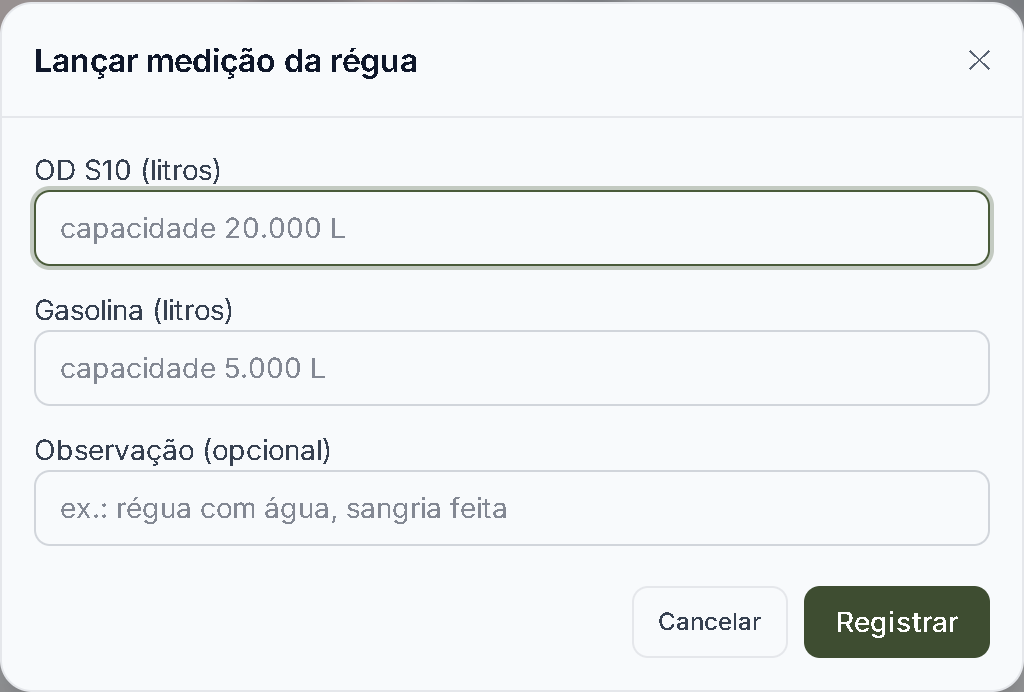 Lançar medição da régua
OD S10 (litros)
capacidade 20.000 L
Gasolina (litros)
capacidade 5.000 L
Observação (opcional)
ex.: régua com água, sangria feita
Cancelar
Registrar